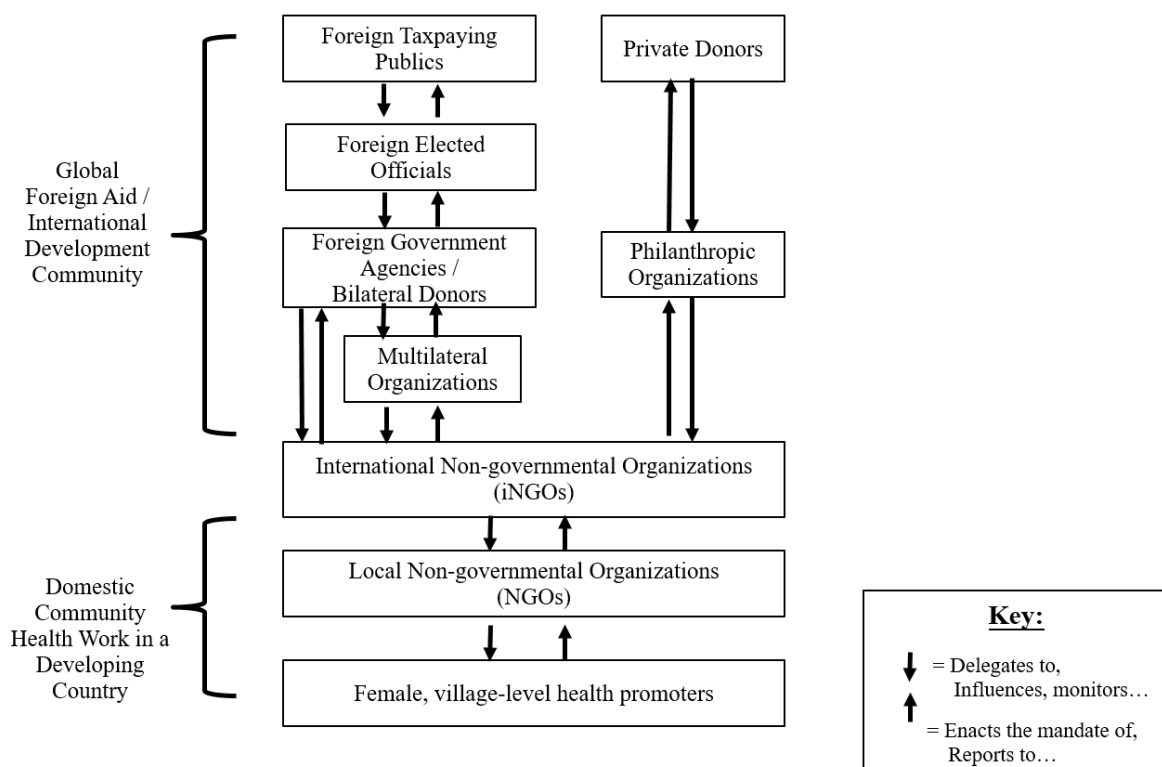 Foreign Taxpaying
Publics
Private Donors
Foreign Elected
Officials
Global
Foreign Aid /
International
Development
Community
Foreign Government
Agencies /
Bilateral Donors
Philanthropic
Organizations
Multilateral
Organizations
International Non-governmental Organizations
(iNGOs)
Local Non-governmental Organizations
(NGOs)
Domestic
Community
Health Work in a
Developing
Country
Female, village-level health promoters
Key:
= Delegates to,
Influences, monitors…
= Enacts the mandate of,
Reports to…